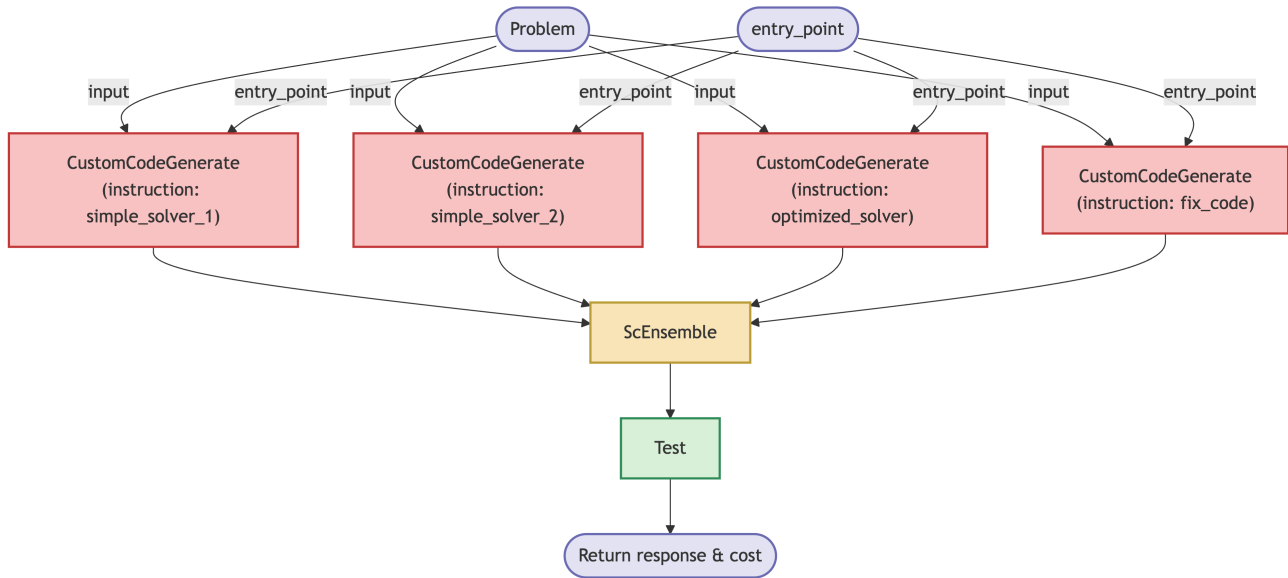 Problem
entry_point
input
entry_point
input
entry_point
input
entry_point
input
entry_point
CustomCodeGenerate
(instruction:
simple_solver_1)
CustomCodeGenerate
(instruction:
simple_solver_2)
CustomCodeGenerate
(instruction:
optimized_solver)
CustomCodeGenerate
(instruction: fix_code)
ScEnsemble
Test
Return response & cost